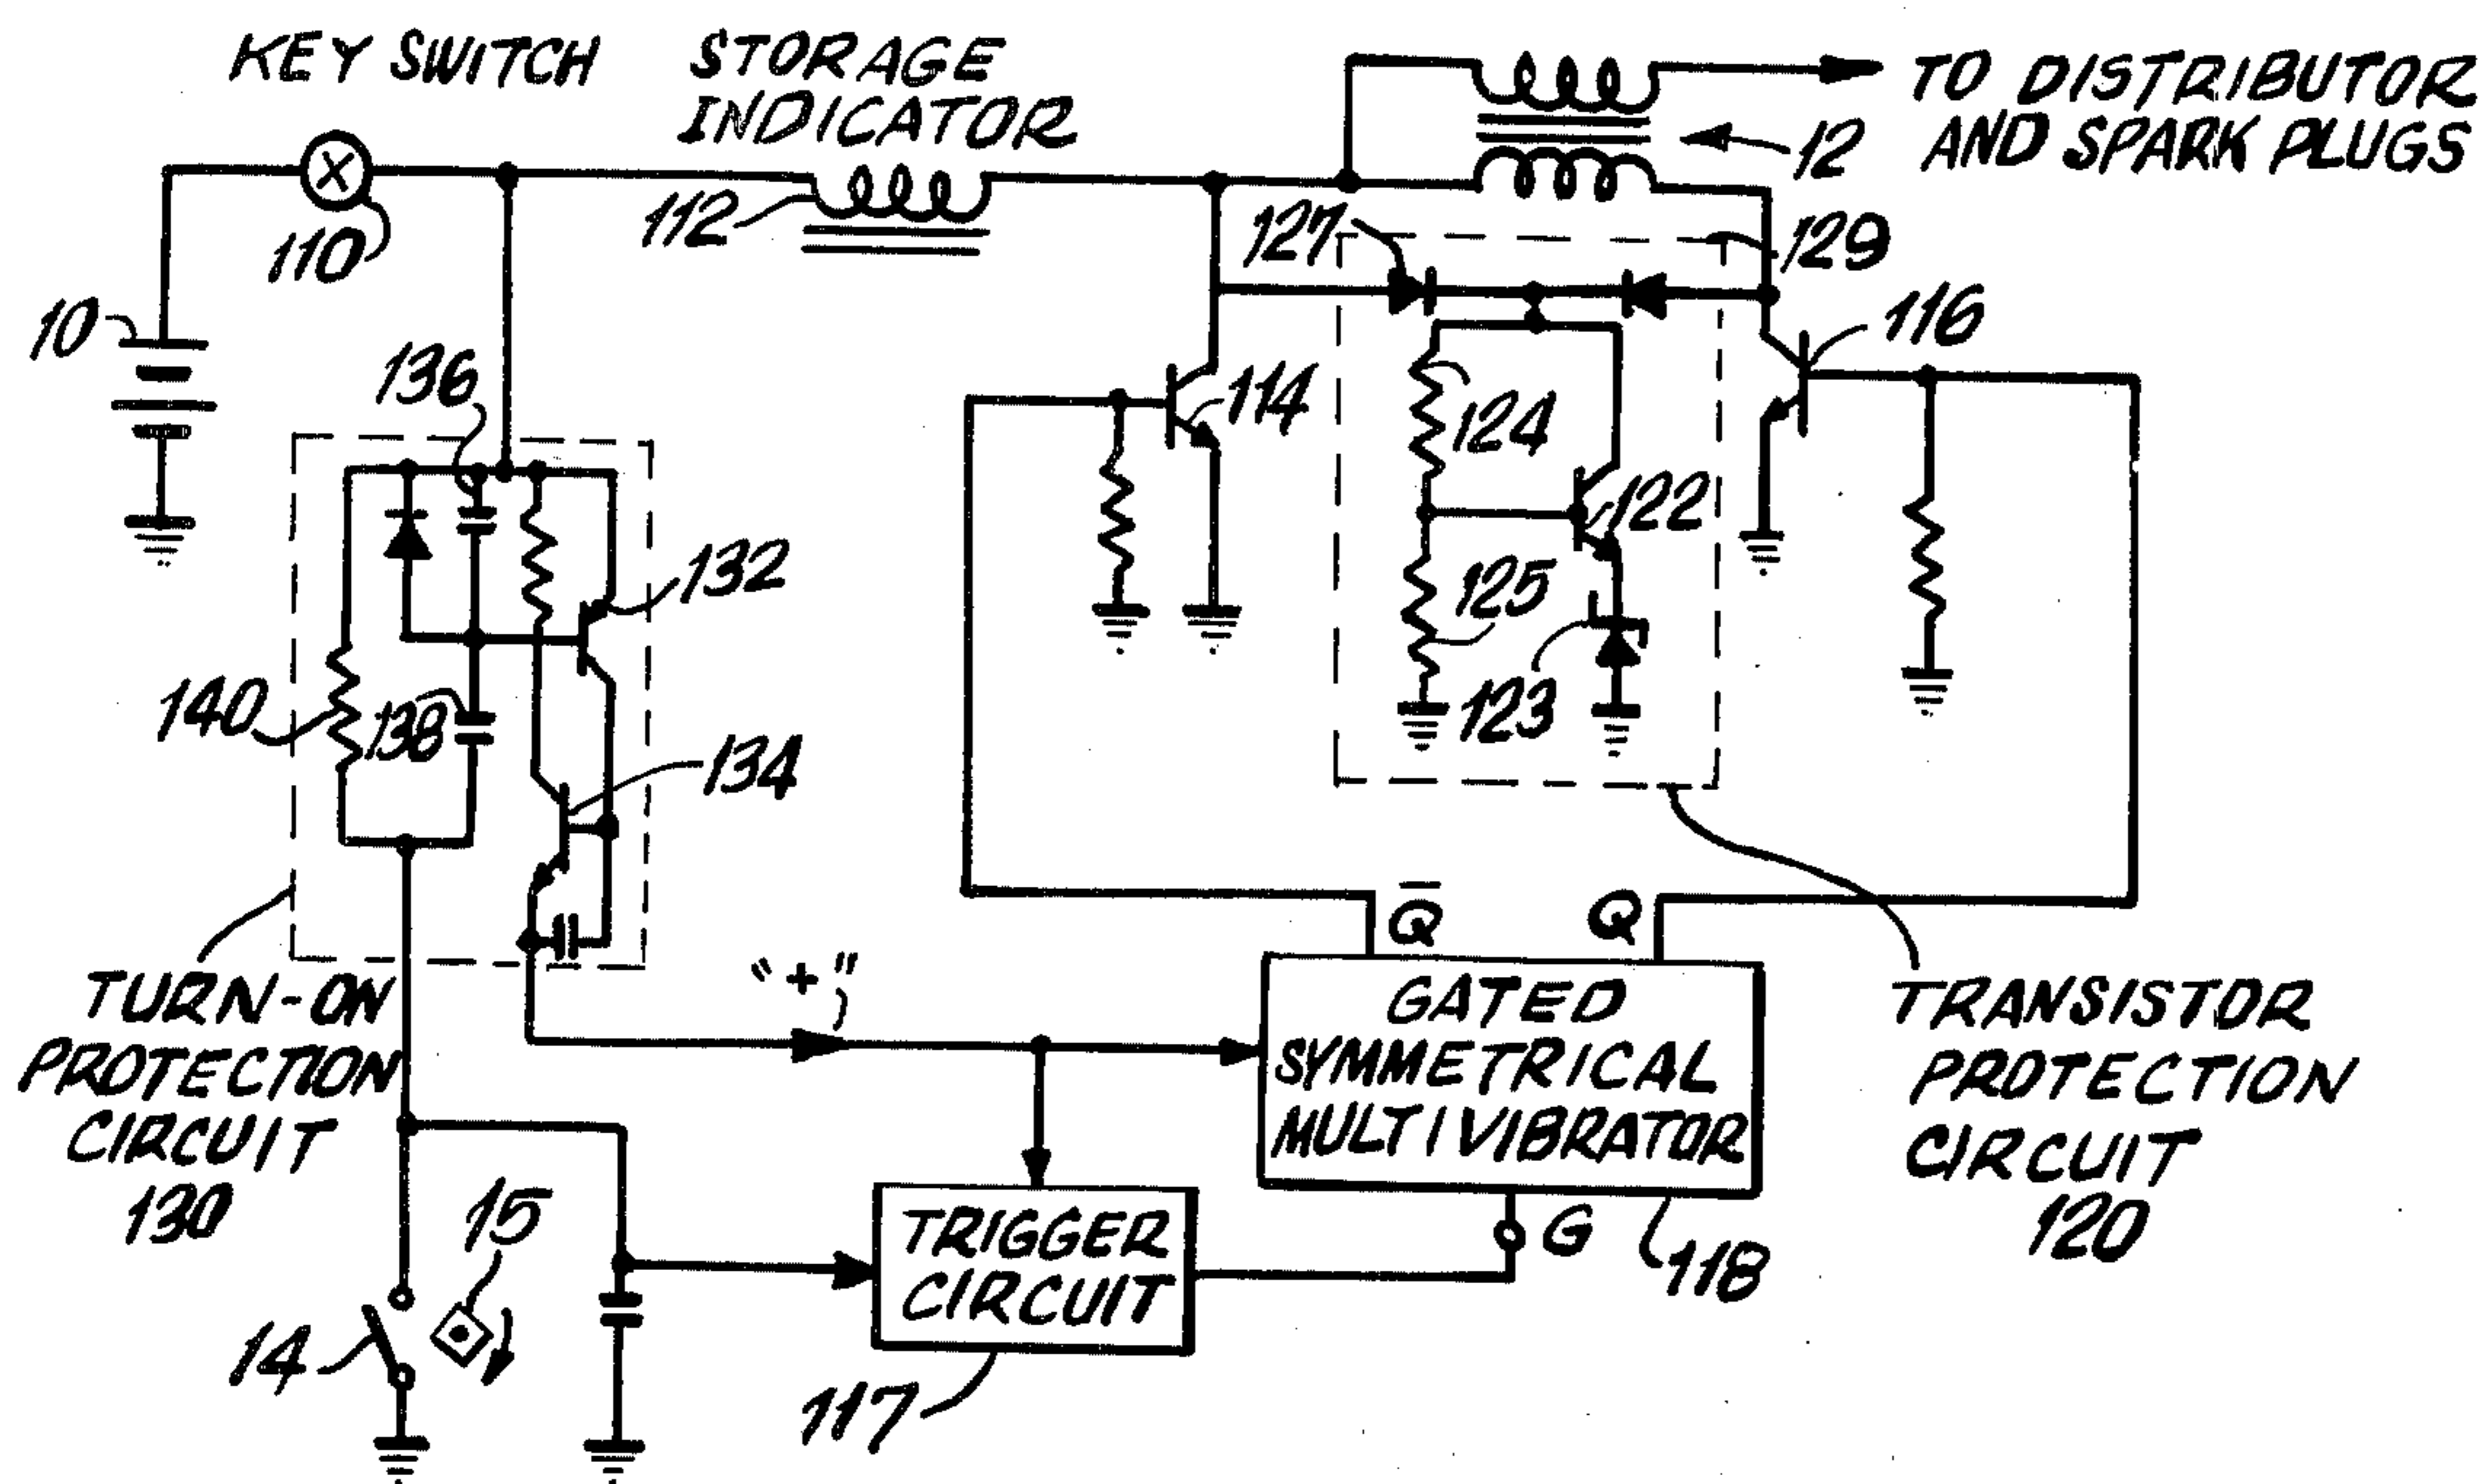 KEY SWITCH
STORAGE
INDICATOR
TO DISTRIBUTOR
AND SPARK PLUGS
12
110
112
127
129
10
136
116
114
124
122
132
125
140
138
123
134
Q̅
Q
"+"
TURN-ON
PROTECTION
CIRCUIT
130
GATED
SYMMETRICAL
MULTIVIBRATOR
TRANSISTOR
PROTECTION
CIRCUIT
120
15
TRIGGER
CIRCUIT
G
118
14
117